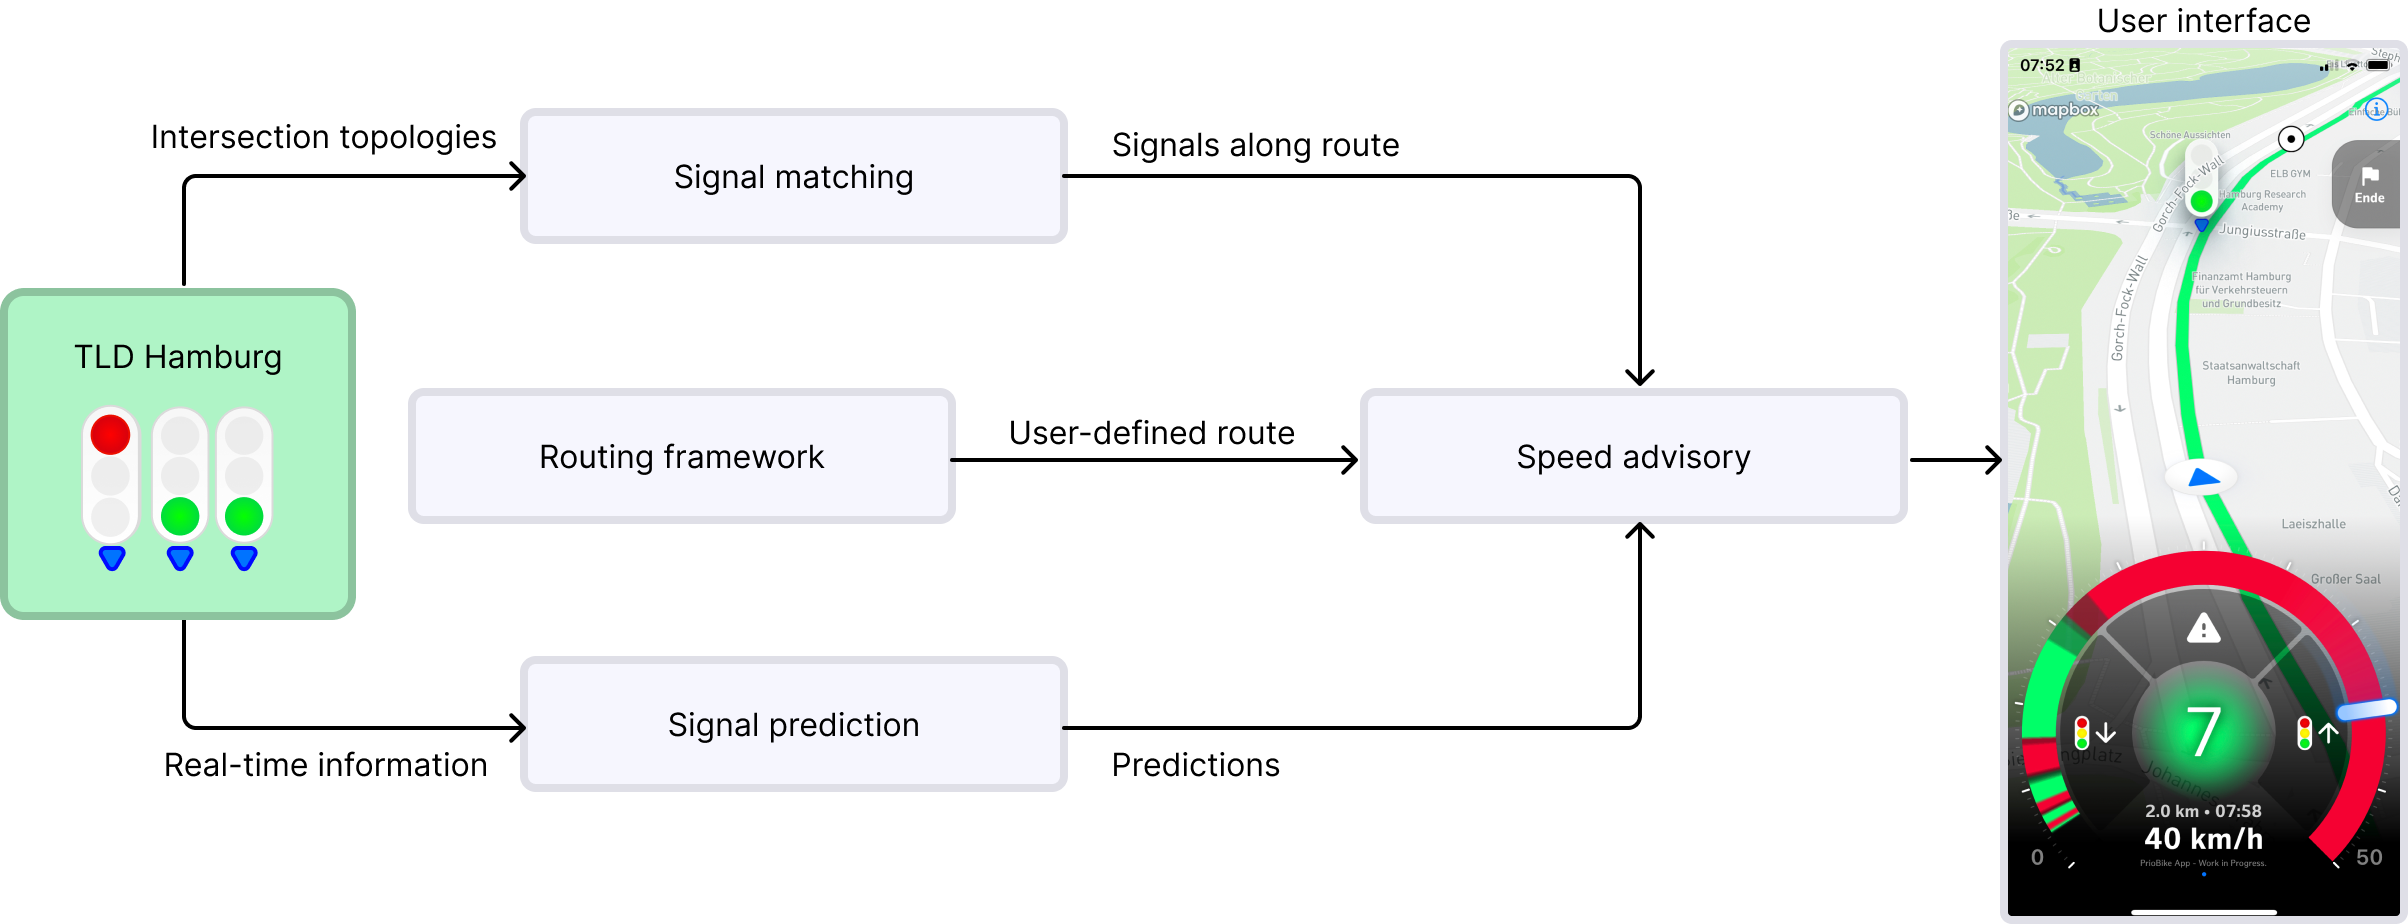 User interface
Intersection topologies
Signal matching
Signals along route
TLD Hamburg
Routing framework
User-defined route
Speed advisory
Signal prediction
Real-time information
Predictions
07:52
mapbox
Schöne Aussichten
ELB GYM
Hamburg Research
Academy
Ende
Gorch-Fock-Wall
Jungiusstraße
Gorch-Fock-Wall
Finanzamt Hamburg
für Verkehrsteuern
und Grundbesitz
Staatsanwaltschaft
Hamburg
Laeiszhalle
Großer Saal
7
2.0 km • 07:58
40 km/h
PrioBike App - Work in Progress.
0
50